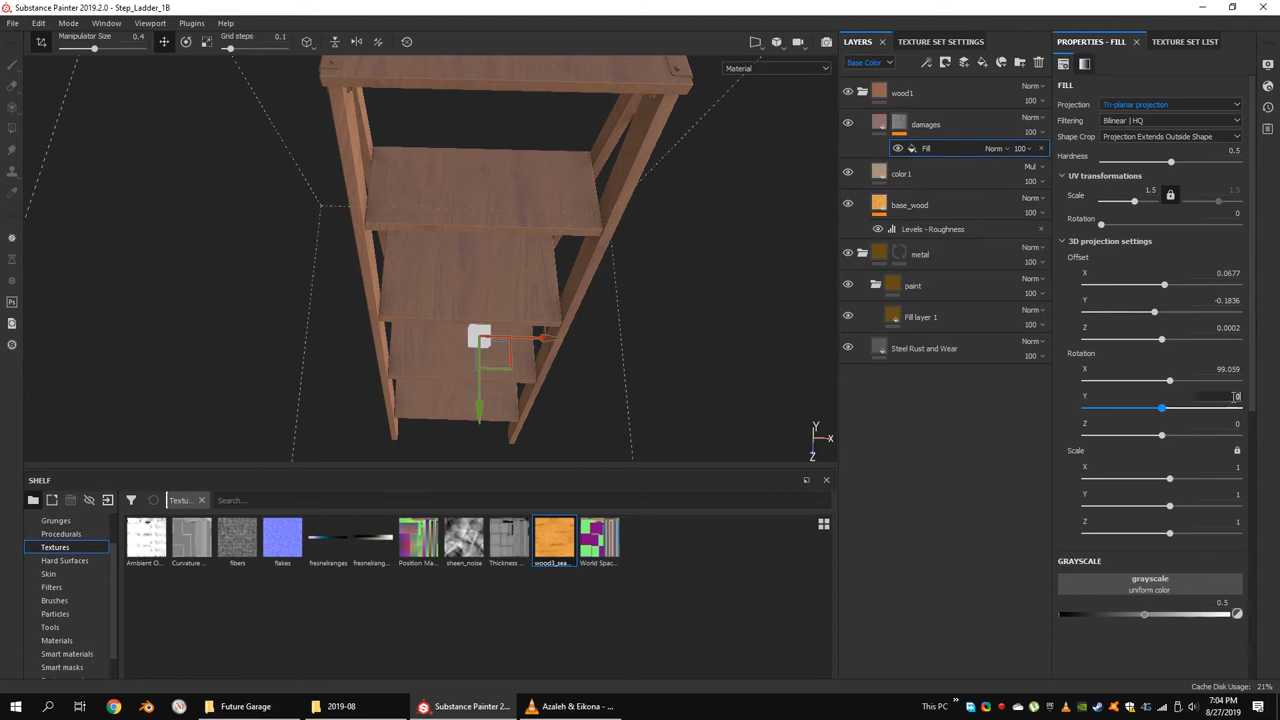 Substance Painter 2019.2.0 - Step_Ladder_1B
File Edit Mode Window Viewport Plugins Help
Manipulator Size 0.4 Grid steps 0.1
Material
LAYERS TEXTURE SET SETTINGS
Base Color
wood1 Norm 100
damages Norm 100
Fill Norm 100
color1 Mul 100
base_wood Norm 100
Levels - Roughness
metal Norm 100
paint Norm 100
Fill layer 1 Norm 100
Steel Rust and Wear Norm 100
PROPERTIES - FILL TEXTURE SET LIST
FILL
Projection Tri-planar projection
Filtering Bilinear | HQ
Shape Crop Projection Extends Outside Shape
Hardness 0.5
UV transformations
Scale 1.5 1.5
Rotation 0
3D projection settings
Offset
X 0.0677
Y -0.1836
Z 0.0002
Rotation
X 99.059
Y 0
Z 0
Scale
X 1
Y 1
Z 1
GRAYSCALE
grayscale
uniform color
0.5
Y
X
Z
SHELF
Textu... Search...
Grunges
Procedurals
Textures
Hard Surfaces
Skin
Filters
Brushes
Particles
Tools
Materials
Smart materials
Smart masks
Ambient O... Curvature ... fibers flakes fresnelranges fresnelrang... Position Ma... sheen_noise Thickness ... wood3_sea... World Spac...
Cache Disk Usage: 21%
Future Garage 2019-08 Substance Painter 2... Azaleh & Eikona - ...
This PC
7:04 PM
8/27/2019